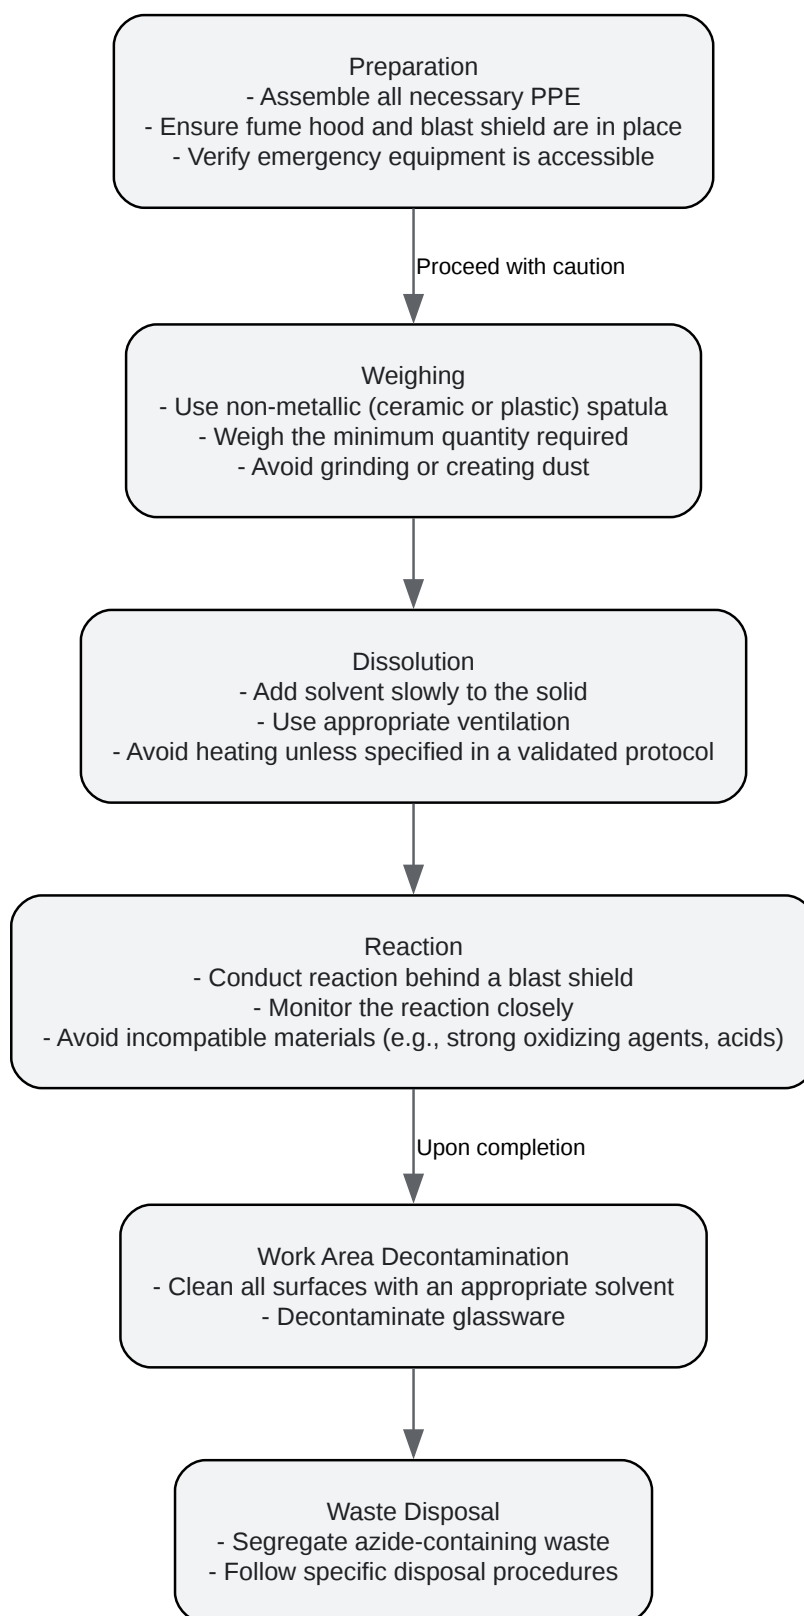 Preparation
- Assemble all necessary PPE
- Ensure fume hood and blast shield are in place
- Verify emergency equipment is accessible
Proceed with caution
Weighing
- Use non-metallic (ceramic or plastic) spatula
- Weigh the minimum quantity required
- Avoid grinding or creating dust
Dissolution
- Add solvent slowly to the solid
- Use appropriate ventilation
- Avoid heating unless specified in a validated protocol
Reaction
- Conduct reaction behind a blast shield
- Monitor the reaction closely
- Avoid incompatible materials (e.g., strong oxidizing agents, acids)
Upon completion
Work Area Decontamination
- Clean all surfaces with an appropriate solvent
- Decontaminate glassware
Waste Disposal
- Segregate azide-containing waste
- Follow specific disposal procedures